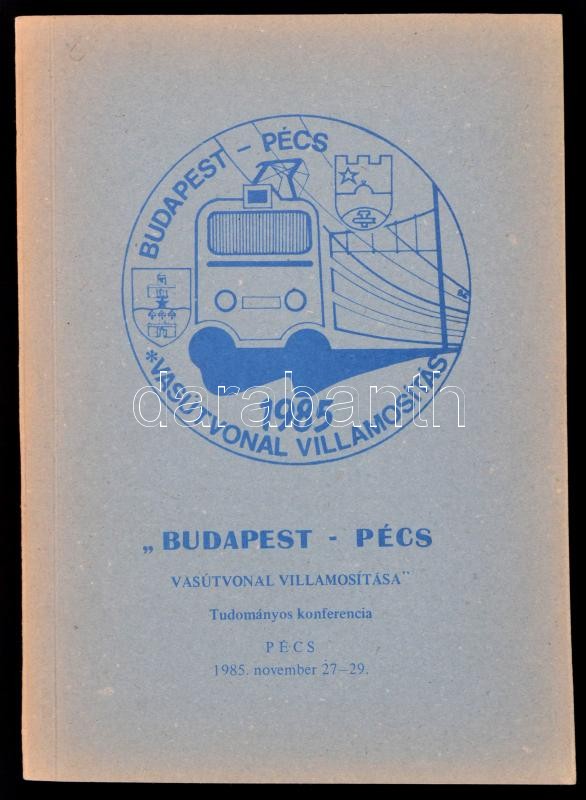 BUDAPEST - PÉCS
*VASÚTVONAL VILLAMOSÍTÁS
1985
darabanth
„BUDAPEST - PÉCS
VASÚTVONAL VILLAMOSÍTÁSA”
Tudományos konferencia
PÉCS
1985. november 27–29.